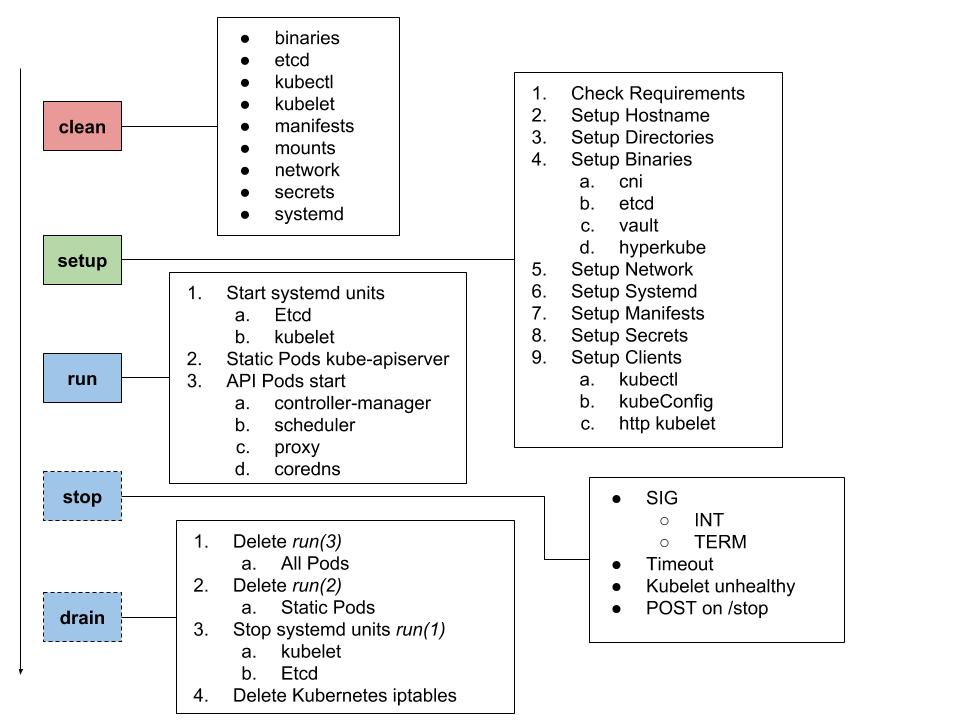 clean
● binaries
● etcd
● kubectl
● kubelet
● manifests
● mounts
● network
● secrets
● systemd
setup
1. Check Requirements
2. Setup Hostname
3. Setup Directories
4. Setup Binaries
a. cni
b. etcd
c. vault
d. hyperkube
5. Setup Network
6. Setup Systemd
7. Setup Manifests
8. Setup Secrets
9. Setup Clients
a. kubectl
b. kubeConfig
c. http kubelet
run
1. Start systemd units
a. Etcd
b. kubelet
2. Static Pods kube-apiserver
3. API Pods start
a. controller-manager
b. scheduler
c. proxy
d. coredns
stop
● SIG
○ INT
○ TERM
● Timeout
● Kubelet unhealthy
● POST on /stop
drain
1. Delete run(3)
a. All Pods
2. Delete run(2)
a. Static Pods
3. Stop systemd units run(1)
a. kubelet
b. Etcd
4. Delete Kubernetes iptables